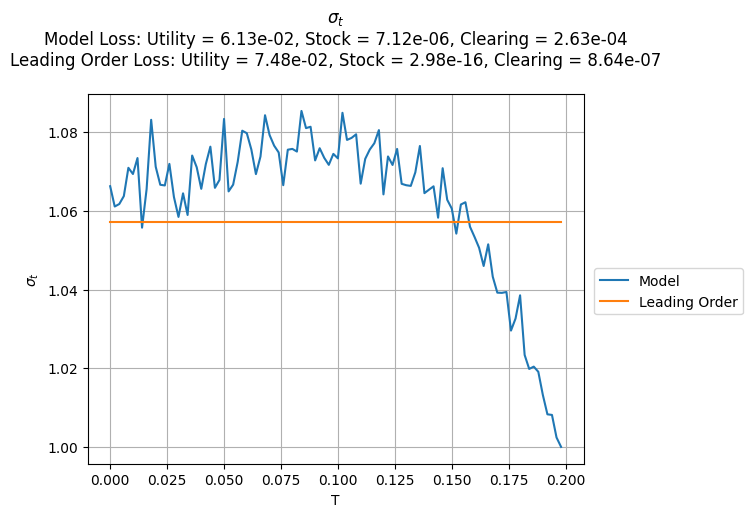 σₜ
Model Loss: Utility = 6.13e-02, Stock = 7.12e-06, Clearing = 2.63e-04
Leading Order Loss: Utility = 7.48e-02, Stock = 2.98e-16, Clearing = 8.64e-07
1.08
1.06
1.04
1.02
1.00
σₜ
0.000 0.025 0.050 0.075 0.100 0.125 0.150 0.175 0.200
T
Model
Leading Order